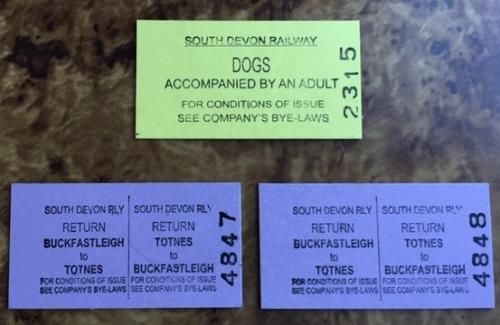 SOUTH DEVON RAILWAY
DOGS
ACCOMPANIED BY AN ADULT
FOR CONDITIONS OF ISSUE
SEE COMPANY'S BYE-LAWS
2315
SOUTH DEVON RLY
RETURN
BUCKFASTLEIGH
to
TOTNES
FOR CONDITIONS OF ISSUE
SEE COMPANY'S BYE-LAWS
SOUTH DEVON RLY
RETURN
TOTNES
to
BUCKFASTLEIGH
FOR CONDITIONS OF ISSUE
SEE COMPANY'S BYE-LAWS
4847
SOUTH DEVON RLY
RETURN
BUCKFASTLEIGH
to
TOTNES
FOR CONDITIONS OF ISSUE
SEE COMPANY'S BYE-LAWS
SOUTH DEVON RLY
RETURN
TOTNES
to
BUCKFASTLEIGH
FOR CONDITIONS OF ISSUE
SEE COMPANY'S BYE-LAWS
4848